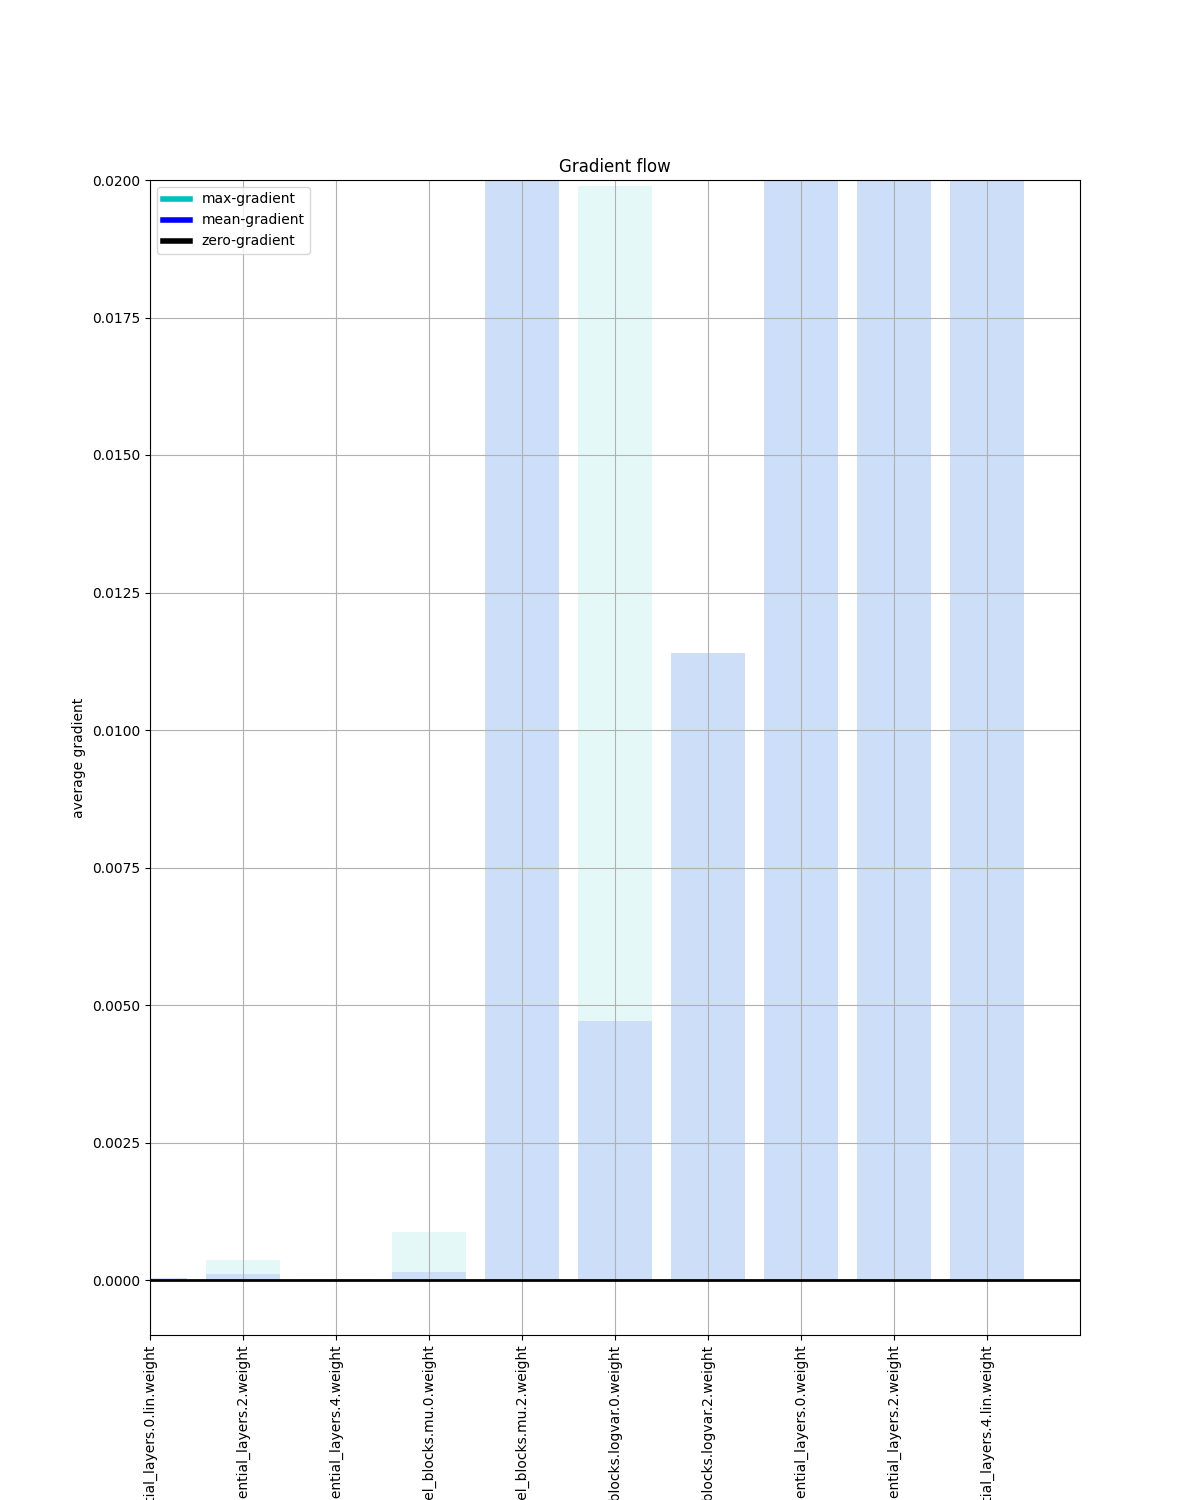 Gradient flow
max-gradient
mean-gradient
zero-gradient
average gradient
0.0200
0.0175
0.0150
0.0125
0.0100
0.0075
0.0050
0.0025
0.0000
tial_layers.0.lin.weight
ential_layers.2.weight
ential_layers.4.weight
el_blocks.mu.0.weight
el_blocks.mu.2.weight
blocks.logvar.0.weight
blocks.logvar.2.weight
ential_layers.0.weight
ential_layers.2.weight
tial_layers.4.lin.weight